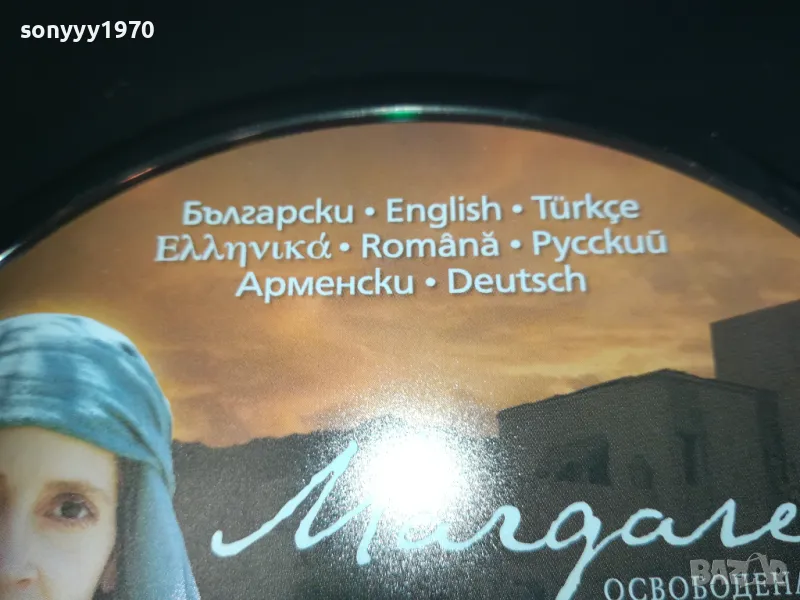 sonyyy1970
Български • English • Türkçe
Ελληνικά • Română • Русский
Арменски • Deutsch
ОСВОБОДЕНА